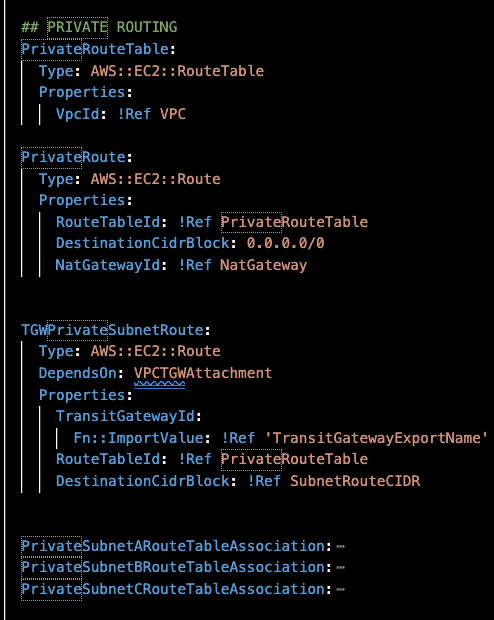 ## PRIVATE ROUTING
PrivateRouteTable:
Type: AWS::EC2::RouteTable
Properties:
VpcId: !Ref VPC
PrivateRoute:
Type: AWS::EC2::Route
Properties:
RouteTableId: !Ref PrivateRouteTable
DestinationCidrBlock: 0.0.0.0/0
NatGatewayId: !Ref NatGateway
TGWPrivateSubnetRoute:
Type: AWS::EC2::Route
DependsOn: VPCTGWAttachment
Properties:
TransitGatewayId:
Fn::ImportValue: !Ref 'TransitGatewayExportName'
RouteTableId: !Ref PrivateRouteTable
DestinationCidrBlock: !Ref SubnetRouteCIDR
PrivateSubnetARouteTableAssociation:⋯
PrivateSubnetBRouteTableAssociation:⋯
PrivateSubnetCRouteTableAssociation:⋯